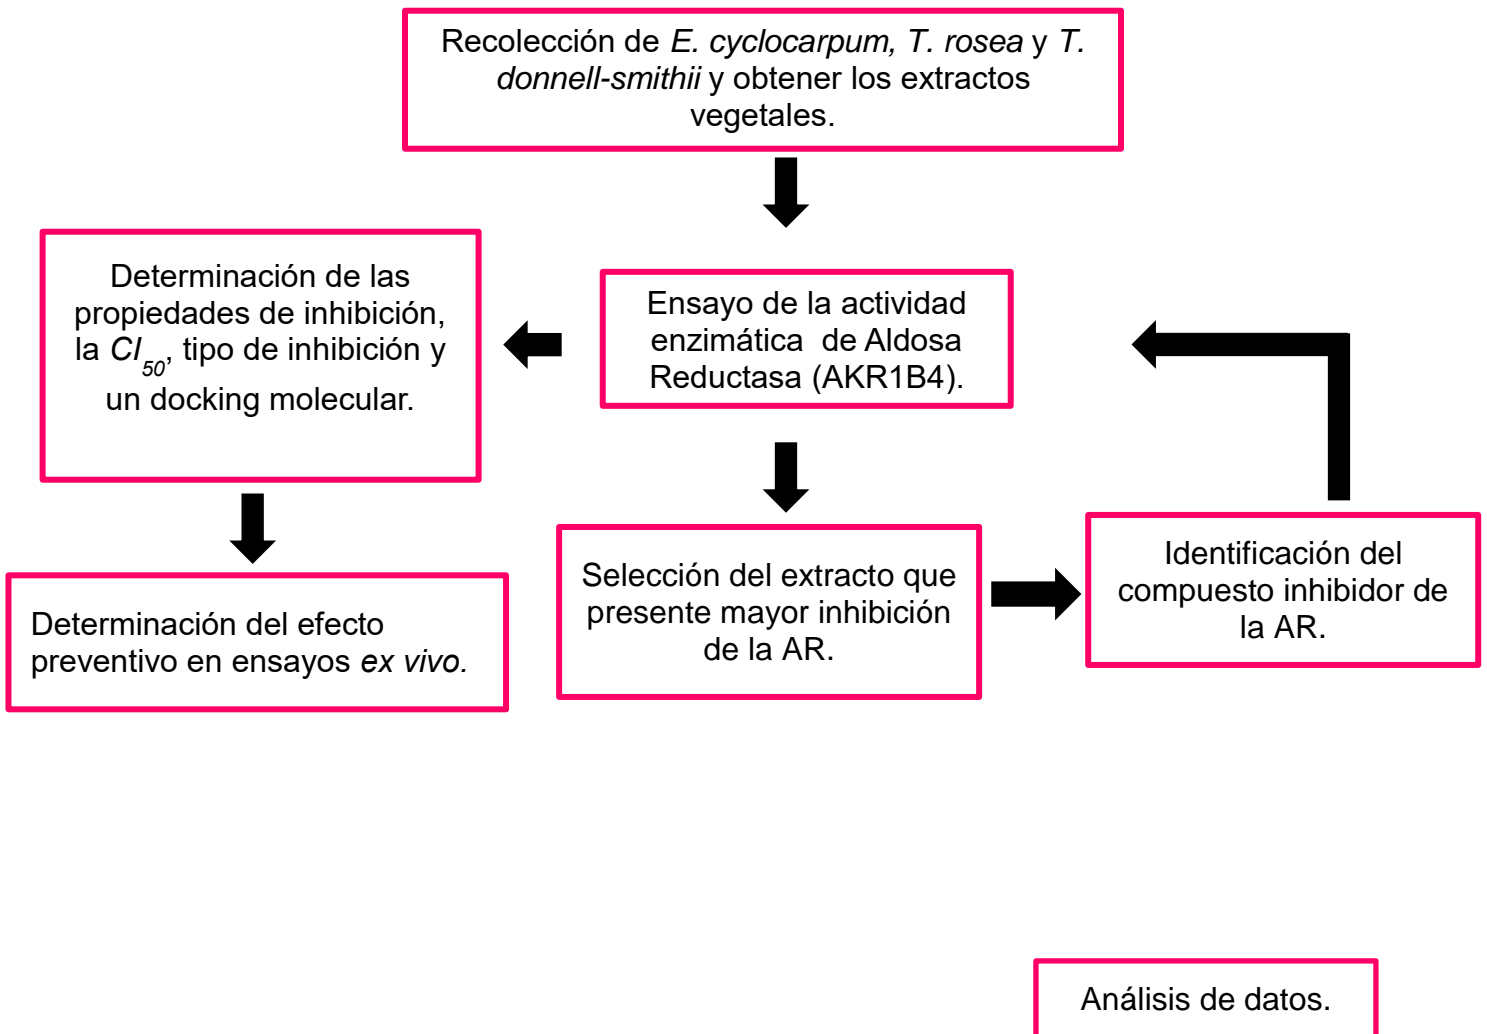 Recolección de E. cyclocarpum, T. rosea y T.
donnell-smithii y obtener los extractos
vegetales.
Determinación de las
propiedades de inhibición,
la CI50, tipo de inhibición y
un docking molecular.
Ensayo de la actividad
enzimática de Aldosa
Reductasa (AKR1B4).
Determinación del efecto
preventivo en ensayos ex vivo.
Selección del extracto que
presente mayor inhibición
de la AR.
Identificación del
compuesto inhibidor de
la AR.
Análisis de datos.